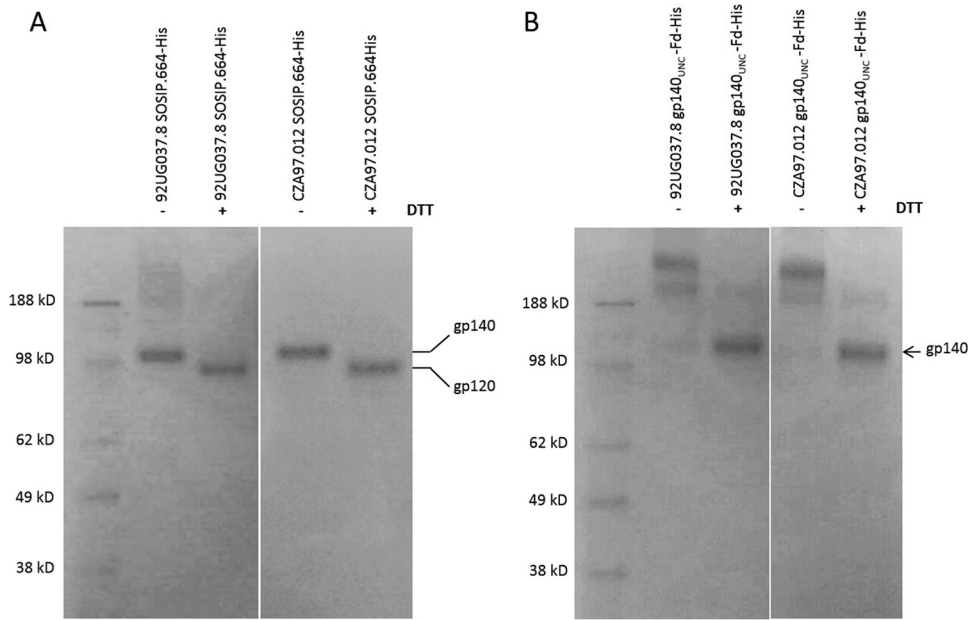 A
92UG037.8 SOSIP.664-His
92UG037.8 SOSIP.664-His
CZA97.012 SOSIP.664-His
CZA97.012 SOSIP.664His
- + - + DTT
188 kD
98 kD
62 kD
49 kD
38 kD
gp140
gp120
B
92UG037.8 gp140UNC-Fd-His
92UG037.8 gp140UNC-Fd-His
CZA97.012 gp140UNC-Fd-His
CZA97.012 gp140UNC-Fd-His
- + - + DTT
188 kD
98 kD
62 kD
49 kD
38 kD
gp140